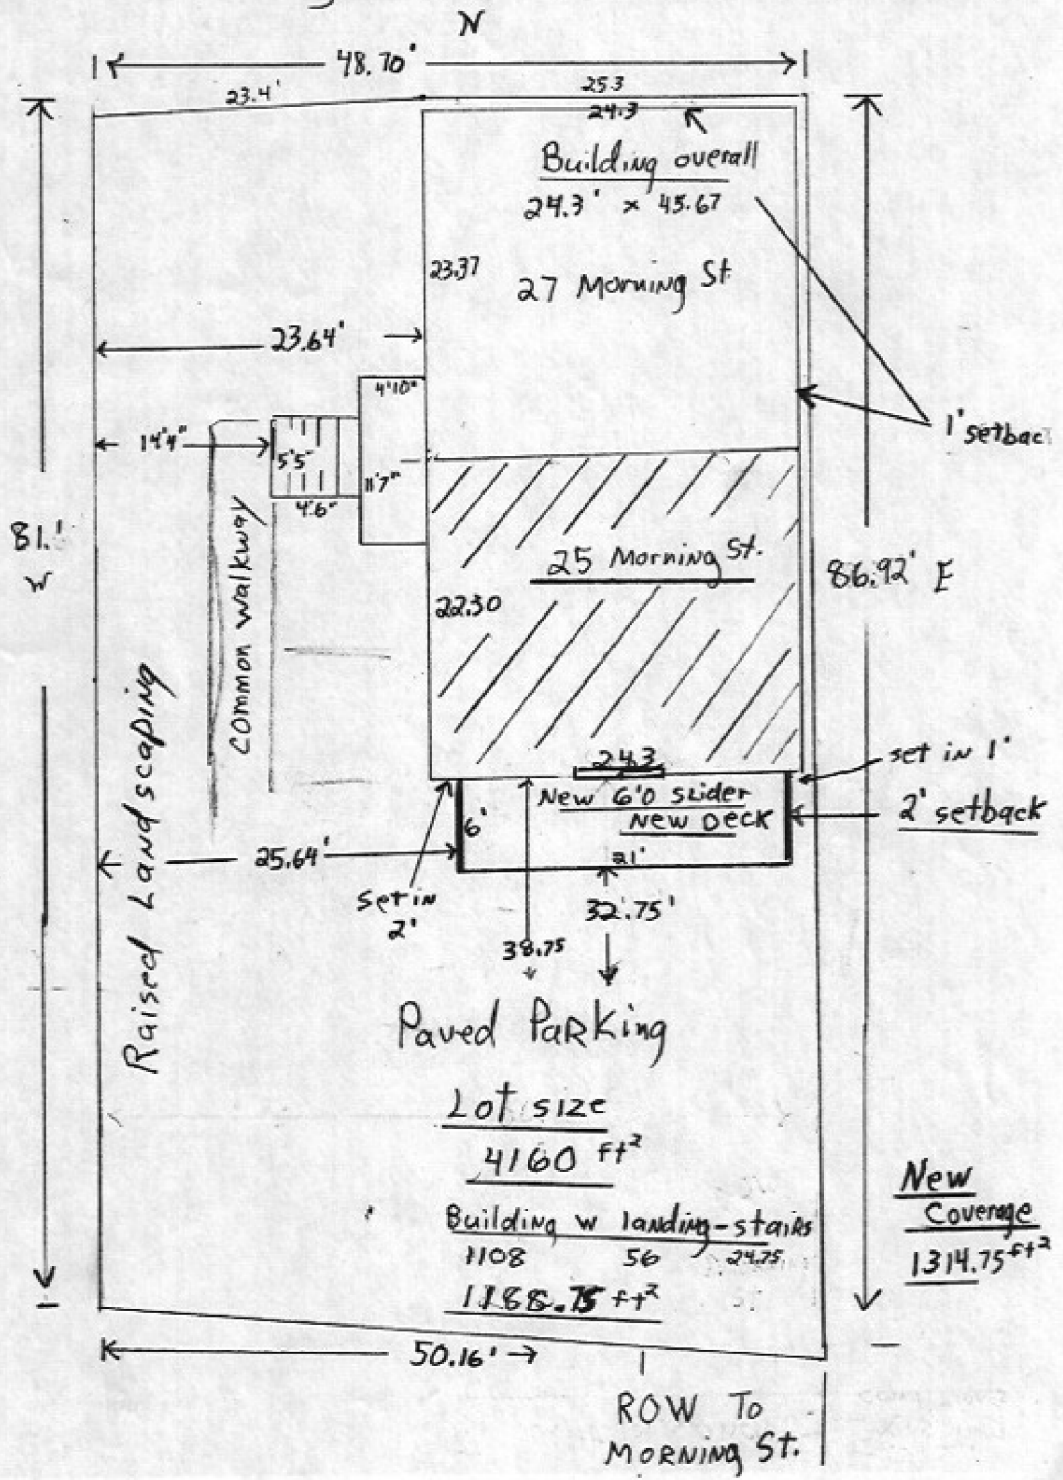 N
48.70'
23.4'
25.3
24.3
Building overall
24.3' x 45.67
23.37
27 Morning St
23.64'
4'10"
1' setbac
14'4"
5'5"
11'7"
4'6"
81.'
W
25 Morning St.
86.92' E
common walkway
22.30
Raised Landscaping
24.3
set in 1'
New 6'0 slider
New Deck
2' setback
6'
25.64'
21'
set in
2'
32.75'
38.75
Paved Parking
Lot size
4160 ft²
New
Coverage
1314.75 ft²
Building w landing-stairs
1108 56 24.75
1188.75 ft²
50.16'
ROW To
Morning St.